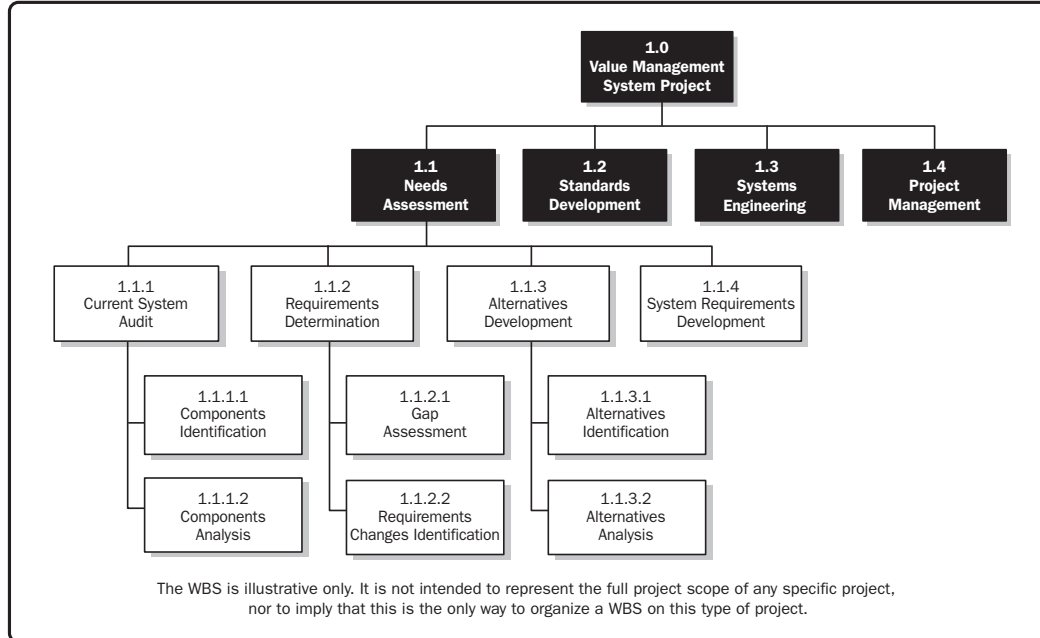 1.0
Value Management
System Project
1.1
Needs
Assessment
1.2
Standards
Development
1.3
Systems
Engineering
1.4
Project
Management
1.1.1
Current System
Audit
1.1.2
Requirements
Determination
1.1.3
Alternatives
Development
1.1.4
System Requirements
Development
1.1.1.1
Components
Identification
1.1.2.1
Gap
Assessment
1.1.3.1
Alternatives
Identification
1.1.1.2
Components
Analysis
1.1.2.2
Requirements
Changes Identification
1.1.3.2
Alternatives
Analysis
The WBS is illustrative only. It is not intended to represent the full project scope of any specific project,
nor to imply that this is the only way to organize a WBS on this type of project.